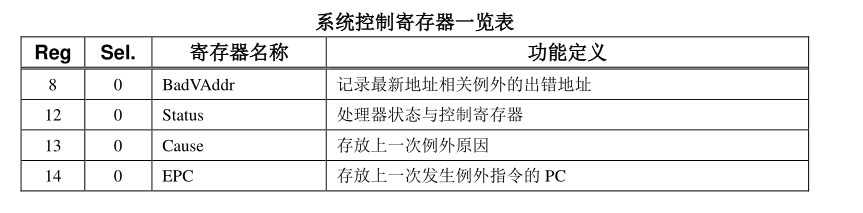 系统控制寄存器一览表
Reg Sel. 寄存器名称 功能定义
8 0 BadVAddr 记录最新地址相关例外的出错地址
12 0 Status 处理器状态与控制寄存器
13 0 Cause 存放上一次例外原因
14 0 EPC 存放上一次发生例外指令的 PC